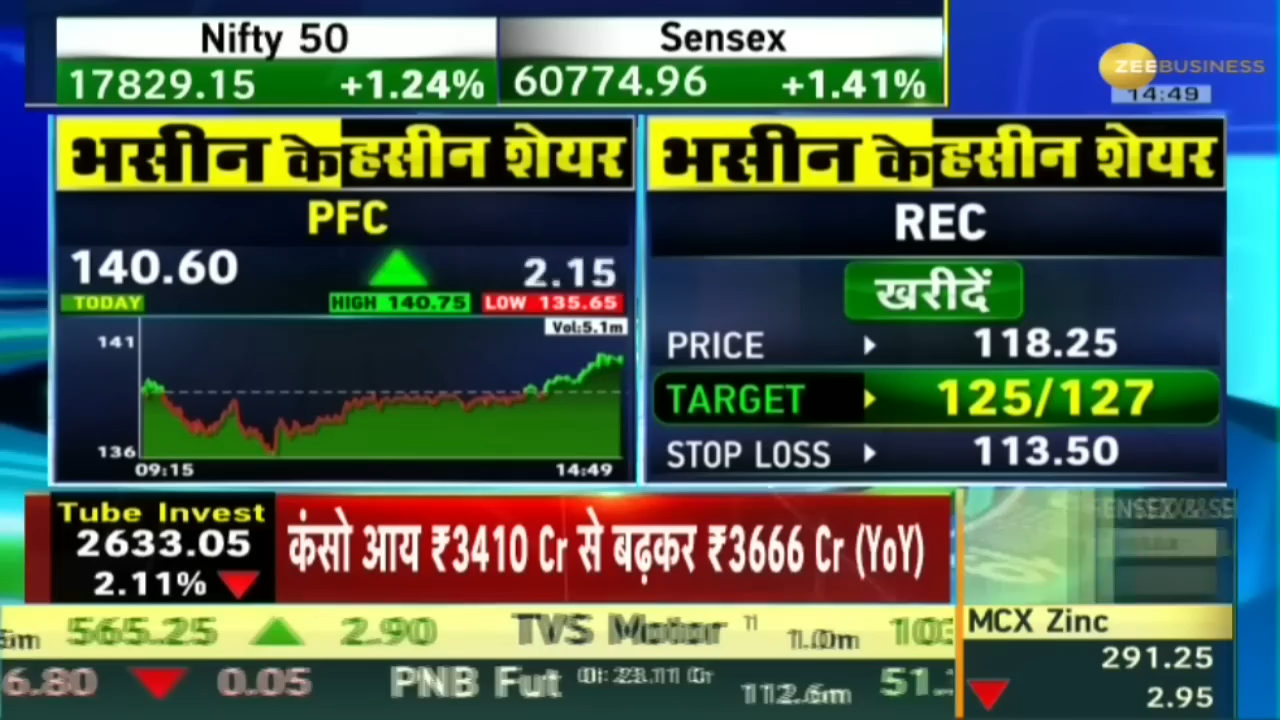 Nifty 50
17829.15 +1.24%
Sensex
60774.96 +1.41%
ZEEBUSINESS
14:49
भसीन के हसीन शेयर
PFC
140.60 2.15
TODAY HIGH 140.75 LOW 135.65
Vol:5.1m
141
136
09:15 14:49
भसीन के हसीन शेयर
REC
खरीदें
PRICE 118.25
TARGET 125/127
STOP LOSS 113.50
Tube Invest
2633.05
2.11%
कंसो आय ₹3410 Cr से बढ़कर ₹3666 Cr (YoY)
565.25 2.90 TVS Motor 1.0m
6.80 0.05 PNB Fut 112.6m
MCX Zinc
291.25
2.95